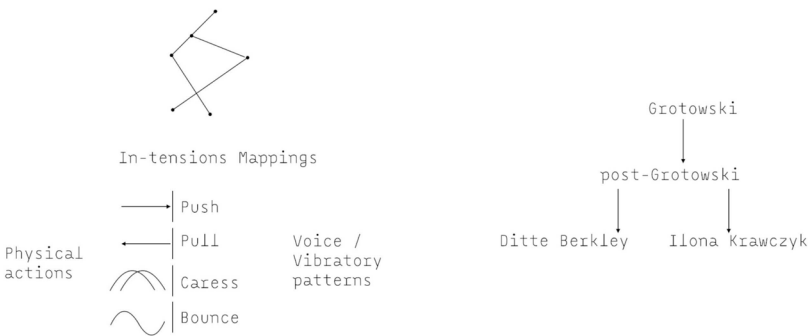 In-tensions Mappings
Physical
actions
Push
Pull
Caress
Bounce
Voice /
Vibratory
patterns
Grotowski
post-Grotowski
Ditte Berkley
Ilona Krawczyk